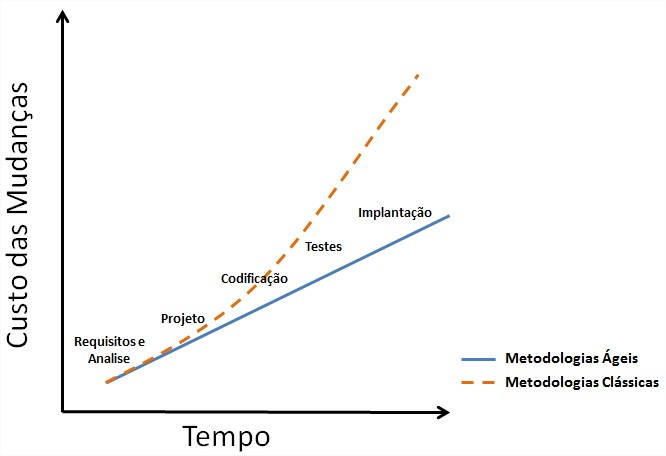 Custo das Mudanças
Implantação
Testes
Codificação
Projeto
Requisitos e
Analise
Metodologias Ágeis
Metodologias Clássicas
Tempo